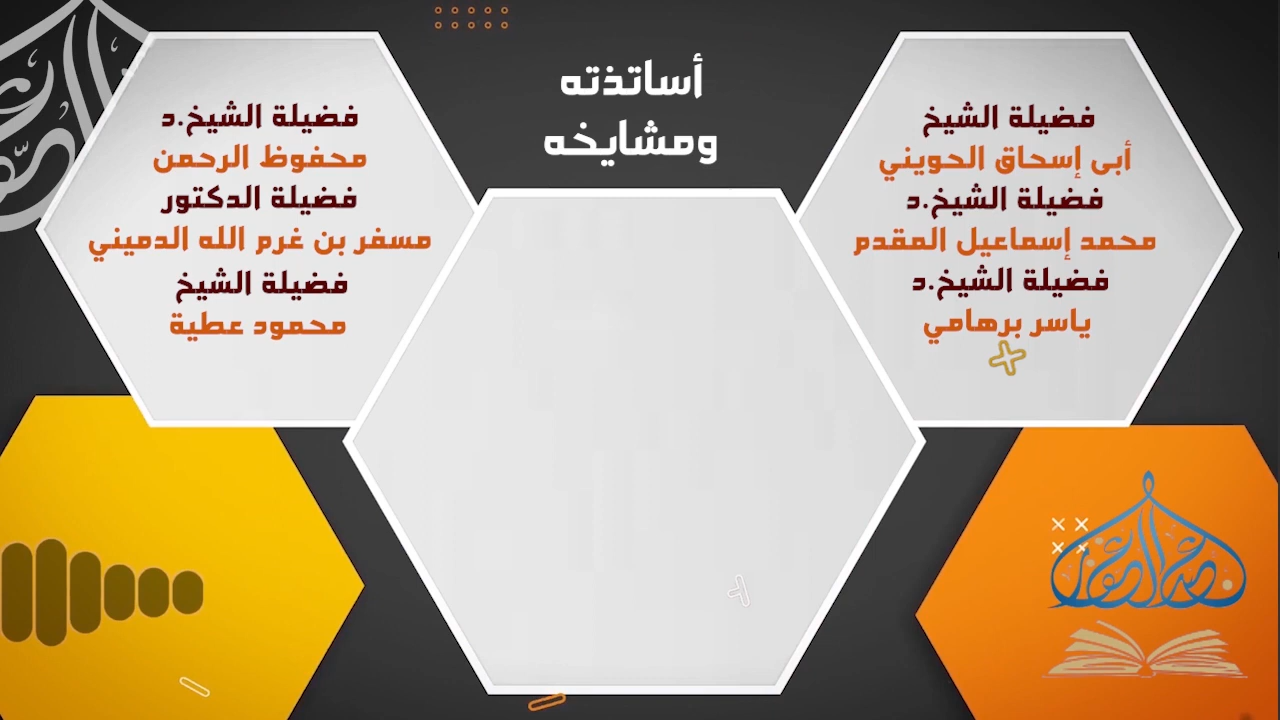 أساتذته
ومشايخه
فضيلة الشيخ
أبى إسحاق الحويني
فضيلة الشيخ.د
محمد إسماعيل المقدم
فضيلة الشيخ.د
ياسر برهامي
فضيلة الشيخ.د
محفوظ الرحمن
فضيلة الدكتور
مسفر بن غرم الله الدميني
فضيلة الشيخ
محمود عطية